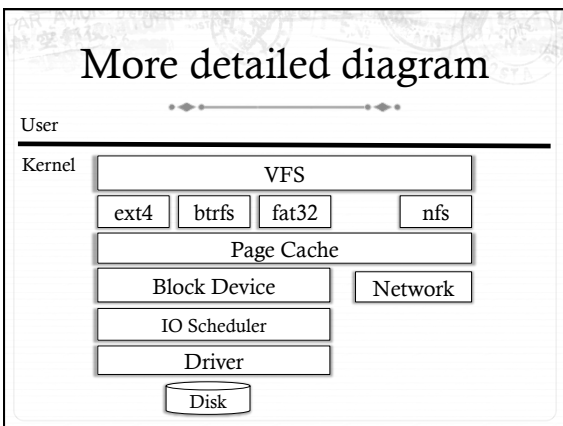 More detailed diagram
User
Kernel
VFS
ext4 btrfs fat32 nfs
Page Cache
Block Device Network
IO Scheduler
Driver
Disk